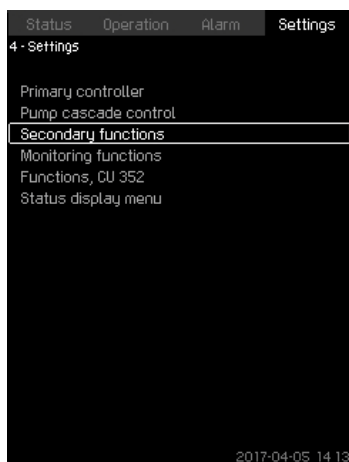 Status Operation Alarm Settings
4 - Settings
Primary controller
Pump cascade control
Secondary functions
Monitoring functions
Functions, CU 352
Status display menu
2017-04-05 14:13